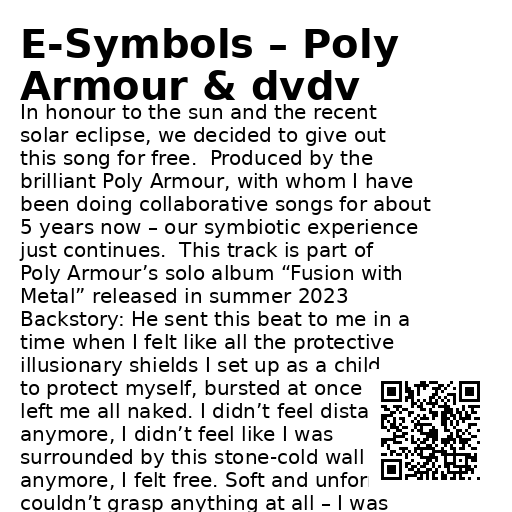 E-Symbols – Poly
Armour & dvdv
In honour to the sun and the recent
solar eclipse, we decided to give out
this song for free.  Produced by the
brilliant Poly Armour, with whom I have
been doing collaborative songs for about
5 years now – our symbiotic experience
just continues.  This track is part of
Poly Armour’s solo album “Fusion with
Metal” released in summer 2023
Backstory: He sent this beat to me in a
time when I felt like all the protective
illusionary shields I set up as a child
to protect myself, bursted at once
left me all naked. I didn’t feel
anymore, I didn’t feel like I was
surrounded by this stone-cold wall
anymore, I felt free. Soft and
couldn’t grasp anything at all – I was